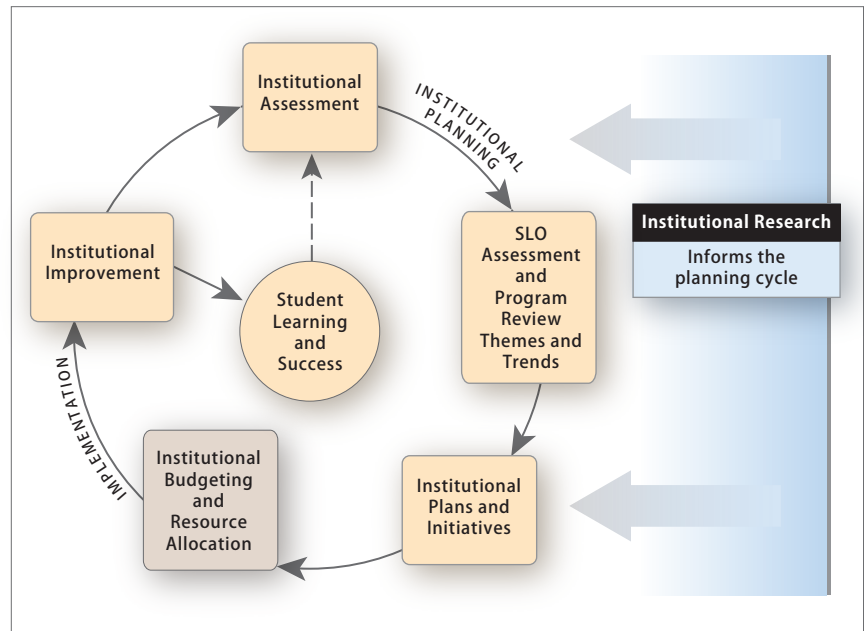 Institutional
Assessment
INSTITUTIONAL
PLANNING
SLO
Assessment
and
Program
Review
Themes and
Trends
Institutional
Plans and
Initiatives
Institutional
Budgeting
and
Resource
Allocation
IMPLEMENTATION
Institutional
Improvement
Student
Learning
and
Success
Institutional Research
Informs the
planning cycle